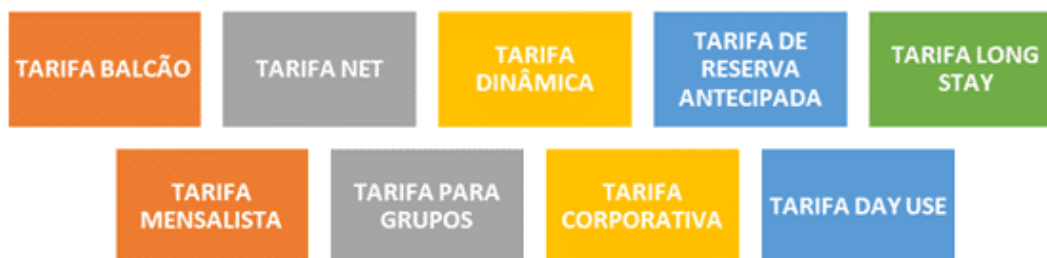 TARIFA BALCÃO
TARIFA NET
TARIFA
DINÂMICA
TARIFA DE
RESERVA
ANTECIPADA
TARIFA LONG
STAY
TARIFA
MENSALISTA
TARIFA PARA
GRUPOS
TARIFA
CORPORATIVA
TARIFA DAY USE